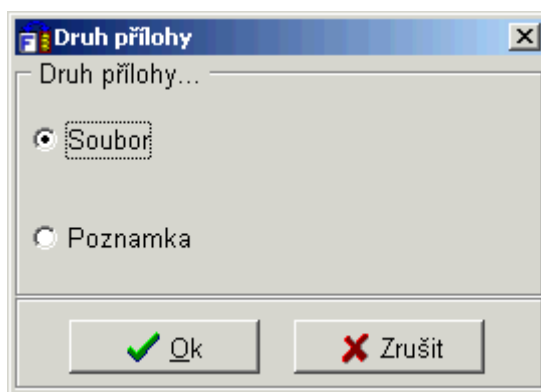 Druh přílohy
Druh přílohy...
Soubor
Poznamka
Ok
Zrušit